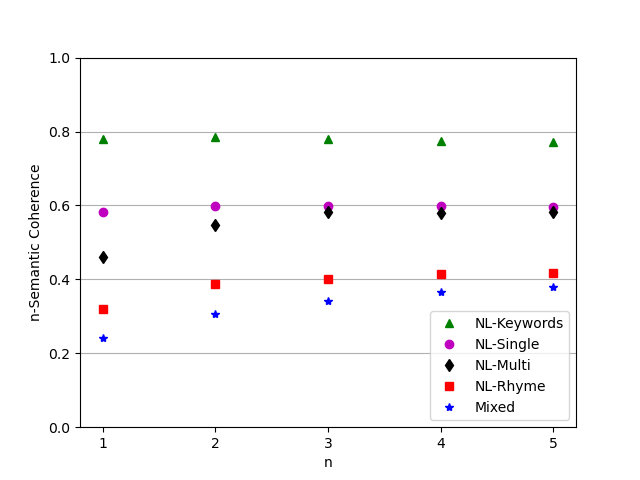 1.0
0.8
0.6
0.4
0.2
0.0
n-Semantic Coherence
1 2 3 4 5
n
NL-Keywords
NL-Single
NL-Multi
NL-Rhyme
Mixed